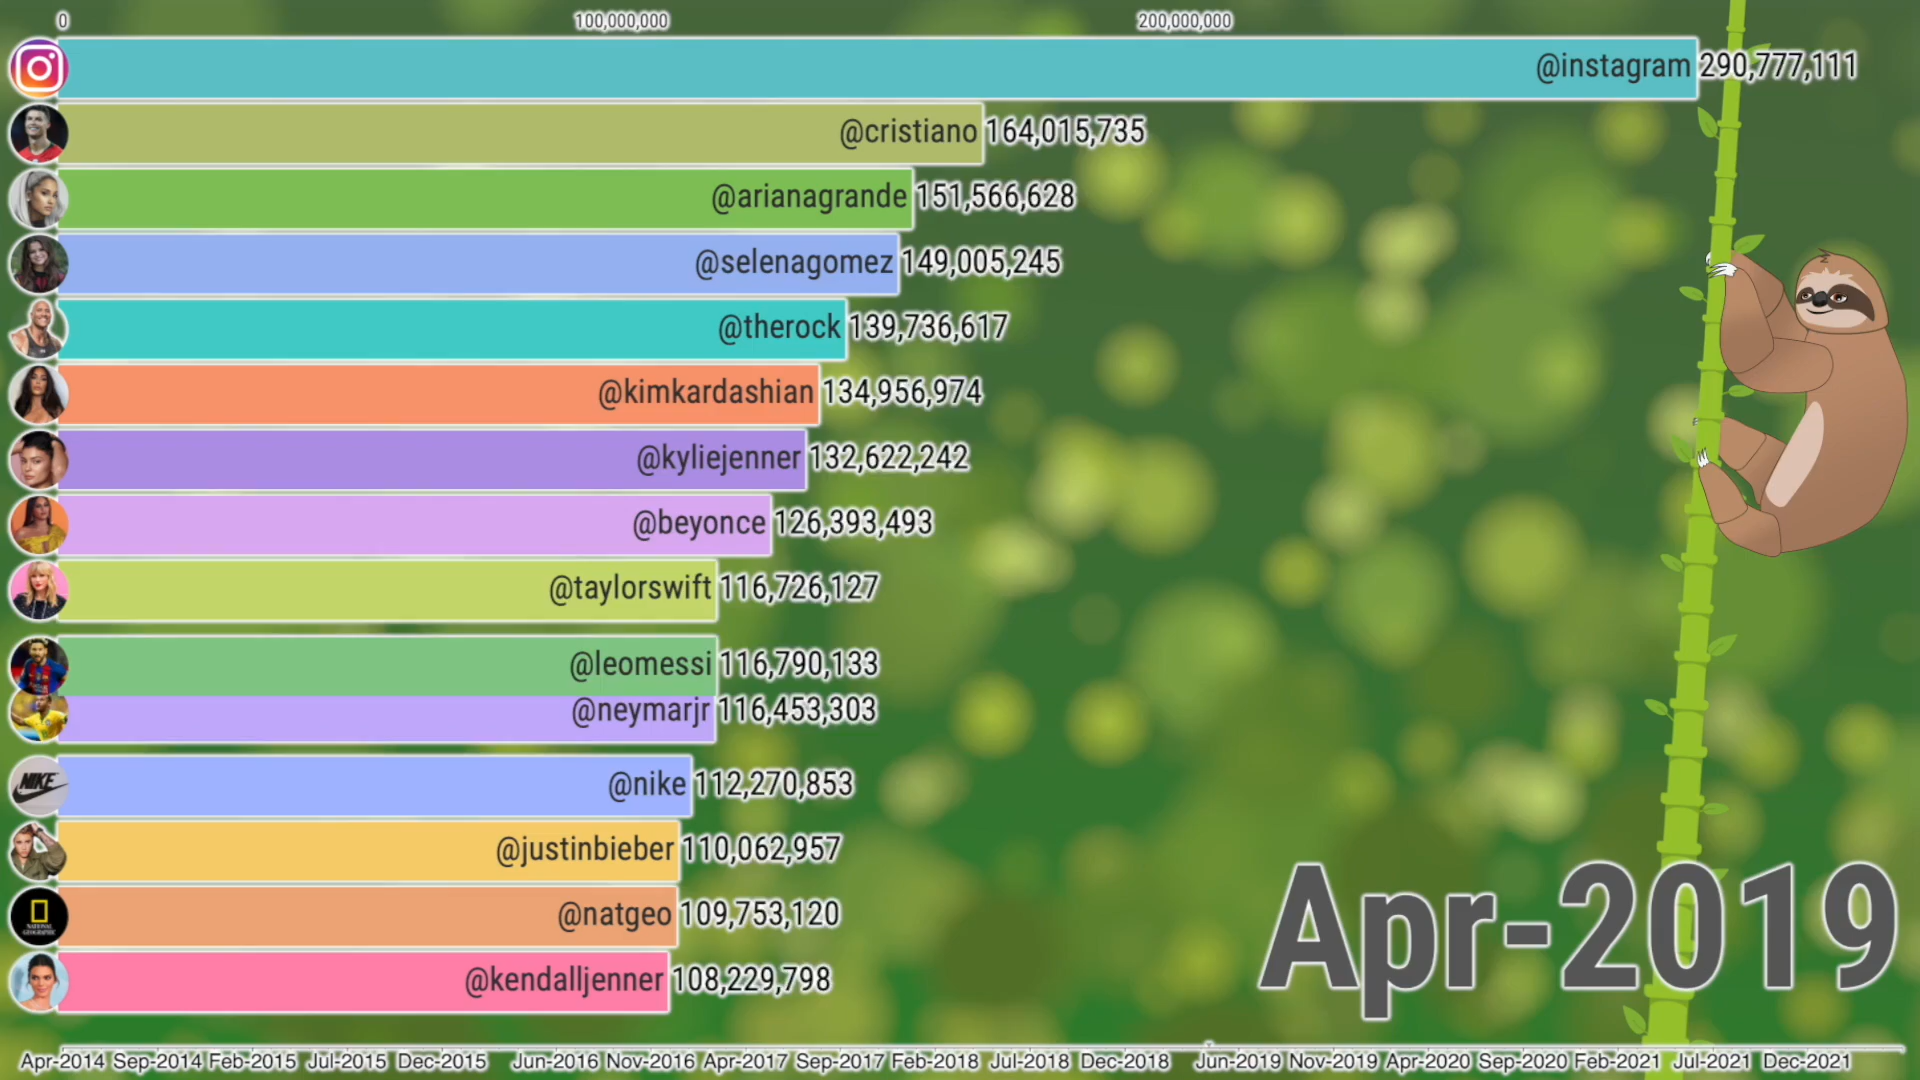 0 100,000,000 200,000,000
@instagram 290,777,111
@cristiano 164,015,735
@arianagrande 151,566,628
@selenagomez 149,005,245
@therock 139,736,617
@kimkardashian 134,956,974
@kyliejenner 132,622,242
@beyonce 126,393,493
@taylorswift 116,726,127
@leomessi 116,790,133
@neymarjr 116,453,303
NIKE @nike 112,270,853
@justinbieber 110,062,957
@natgeo 109,753,120
NATIONAL
GEOGRAPHIC
@kendalljenner 108,229,798
Apr-2019
Apr-2014 Sep-2014 Feb-2015 Jul-2015 Dec-2015 Jun-2016 Nov-2016 Apr-2017 Sep-2017 Feb-2018 Jul-2018 Dec-2018 Jun-2019 Nov-2019 Apr-2020 Sep-2020 Feb-2021 Jul-2021 Dec-2021